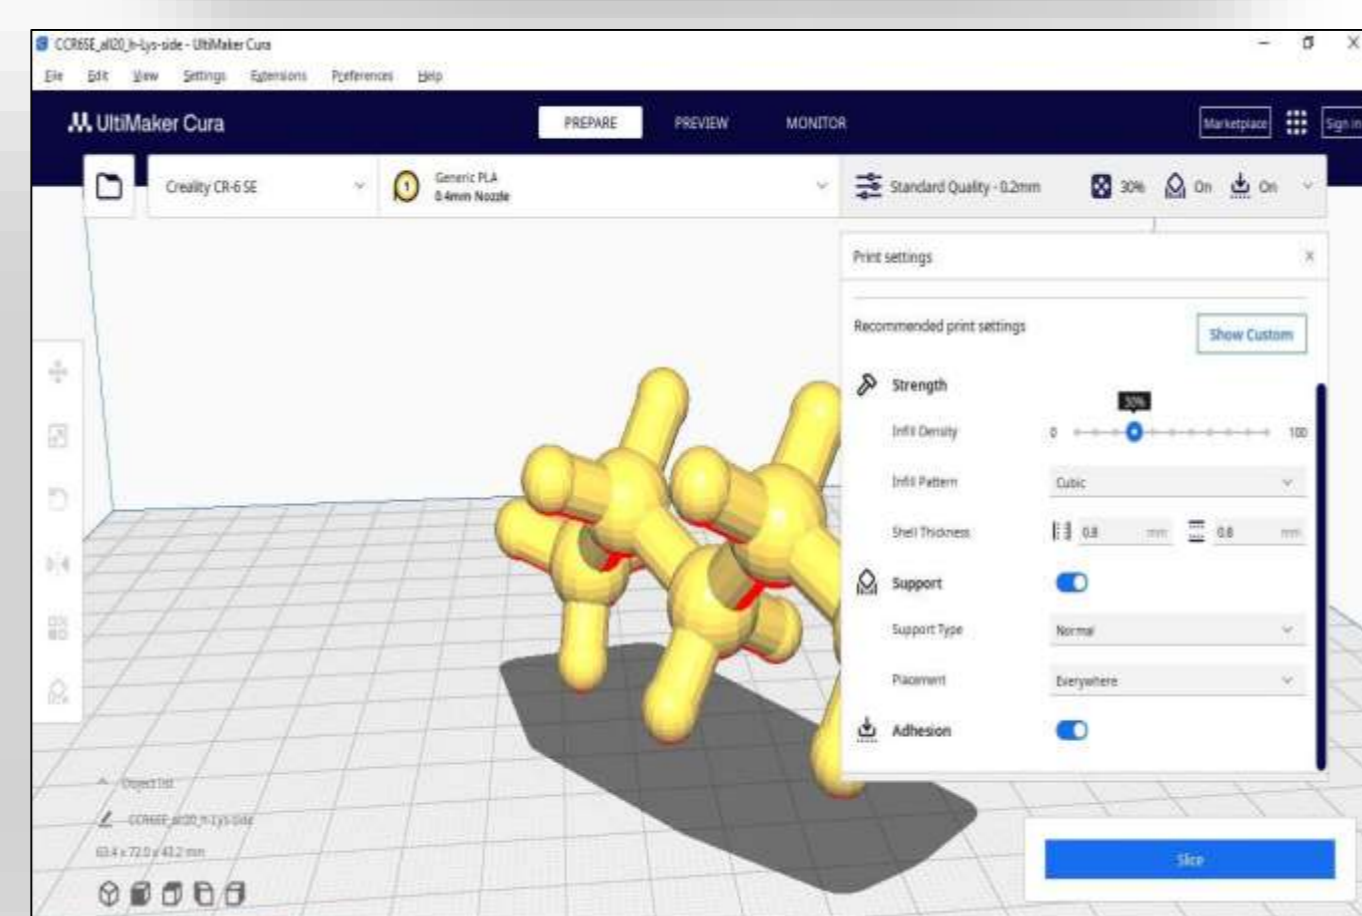 CCR6SE_all20_h-Lys-side - UltiMaker Cura
File Edit View Settings Extensions Preferences Help
UltiMaker Cura
PREPARE PREVIEW MONITOR
Marketplace Sign in
Creality CR-6 SE
1
Generic PLA
0.4mm Nozzle
Standard Quality - 0.2mm 30% On On
Print settings
Recommended print settings
Show Custom
Strength
30%
Infill Density 0 100
Infill Pattern Cubic
Shell Thickness 0.8 mm 0.8 mm
Support
Support Type Normal
Placement Everywhere
Adhesion
Object list
CCR6SE_all20_h-Lys-side
63.4 x 72.0 x 43.2 mm
Slice